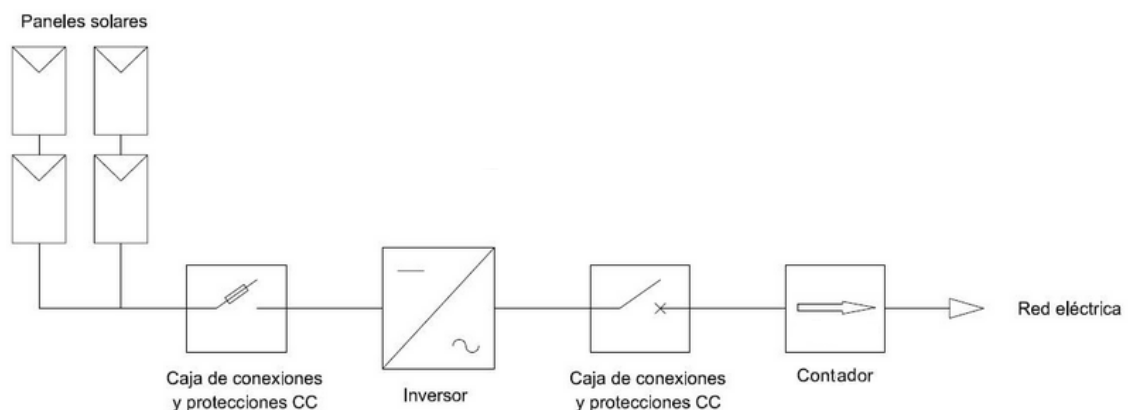 Paneles solares
Red eléctrica
Caja de conexiones
y protecciones CC
Inversor
Caja de conexiones
y protecciones CC
Contador